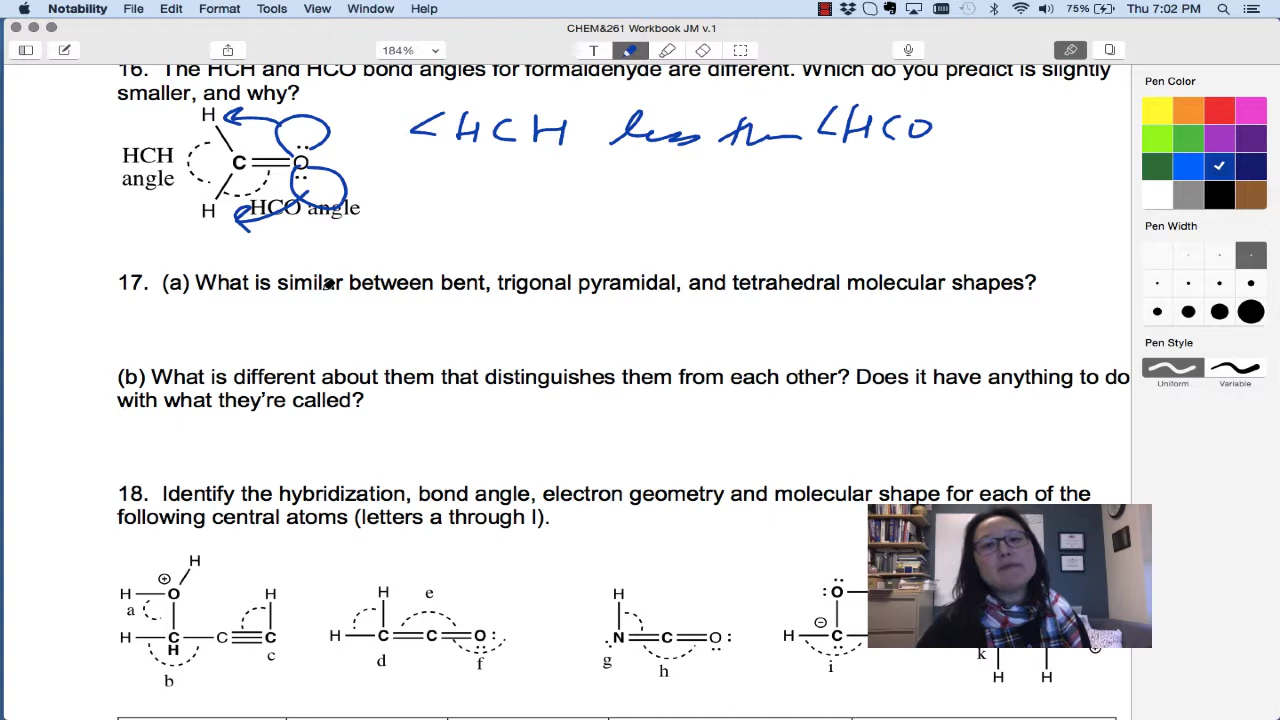 Notability File Edit Format Tools View Window Help 75% Thu 7:02 PM
CHEM&261 Workbook JM v.1
184% T
16. The HCH and HCO bond angles for formaldehyde are different. Which do you predict is slightly
smaller, and why?
H
<HCH less than <HCO
HCH
angle
C O
H HCO angle
17. (a) What is similar between bent, trigonal pyramidal, and tetrahedral molecular shapes?
(b) What is different about them that distinguishes them from each other? Does it have anything to do
with what they're called?
18. Identify the hybridization, bond angle, electron geometry and molecular shape for each of the
following central atoms (letters a through l).
H
H O H H e H O
a
H C C H C C O N C O H C
H
c d f g h i k
b H H
Pen Color
Pen Width
Pen Style
Uniform Variable